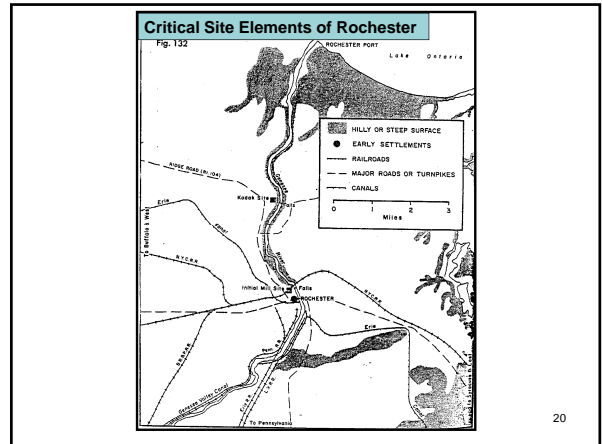 Critical Site Elements of Rochester
Fig. 132
ROCHESTER PORT
Lake Ontario
HILLY OR STEEP SURFACE
EARLY SETTLEMENTS
RAILROADS
MAJOR ROADS OR TURNPIKES
CANALS
0 1 2 3
Miles
RIDGE ROAD (Rt. 104)
Genesee
Kodak Site
Falls
Erie
Canal
To Buffalo & West
N.Y.C.R.R.
Initial Mill Site
Falls
ROCHESTER
N.Y.C.R.R.
Erie
Genesee Valley Canal
To Pennsylvania
20